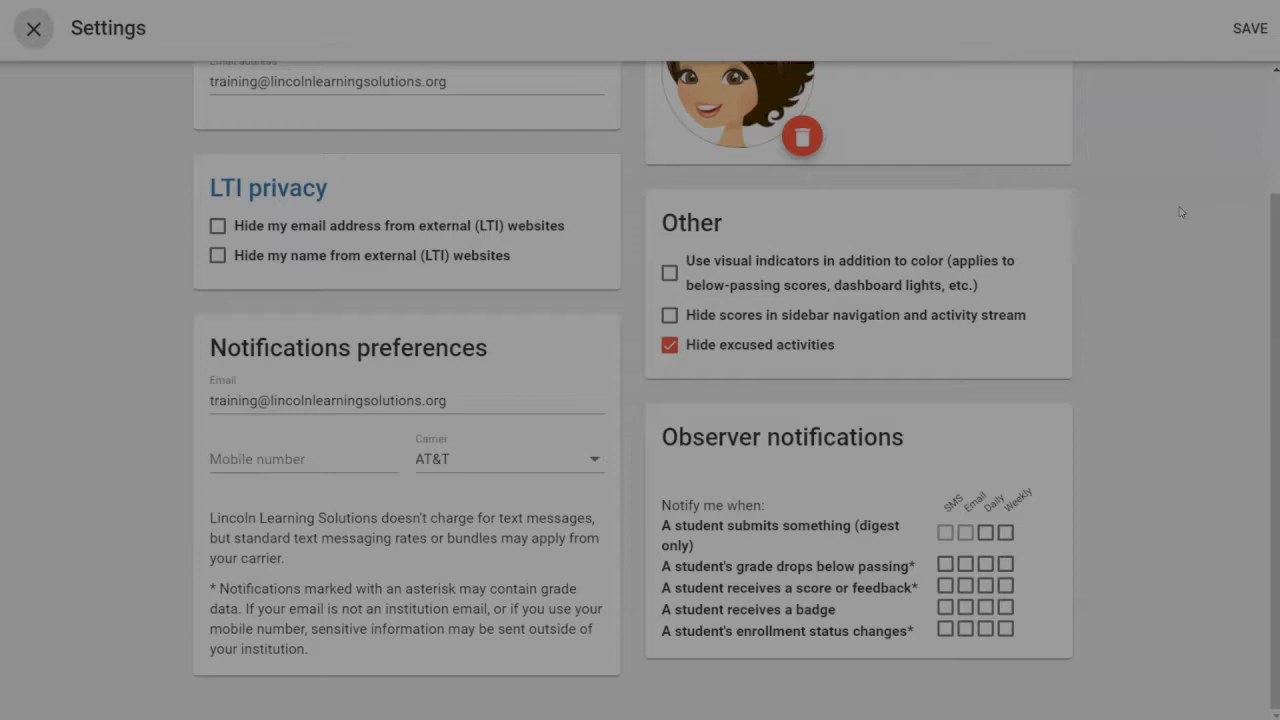 Settings
SAVE
Email address
training@lincolnlearningsolutions.org
LTI privacy
Hide my email address from external (LTI) websites
Hide my name from external (LTI) websites
Notifications preferences
Email
training@lincolnlearningsolutions.org
Mobile number
Carrier
AT&T
Lincoln Learning Solutions doesn't charge for text messages,
but standard text messaging rates or bundles may apply from
your carrier.
* Notifications marked with an asterisk may contain grade
data. If your email is not an institution email, or if you use your
mobile number, sensitive information may be sent outside of
your institution.
Other
Use visual indicators in addition to color (applies to
below-passing scores, dashboard lights, etc.)
Hide scores in sidebar navigation and activity stream
Hide excused activities
Observer notifications
Notify me when:
SMS
Email
Daily
Weekly
A student submits something (digest
only)
A student's grade drops below passing*
A student receives a score or feedback*
A student receives a badge
A student's enrollment status changes*